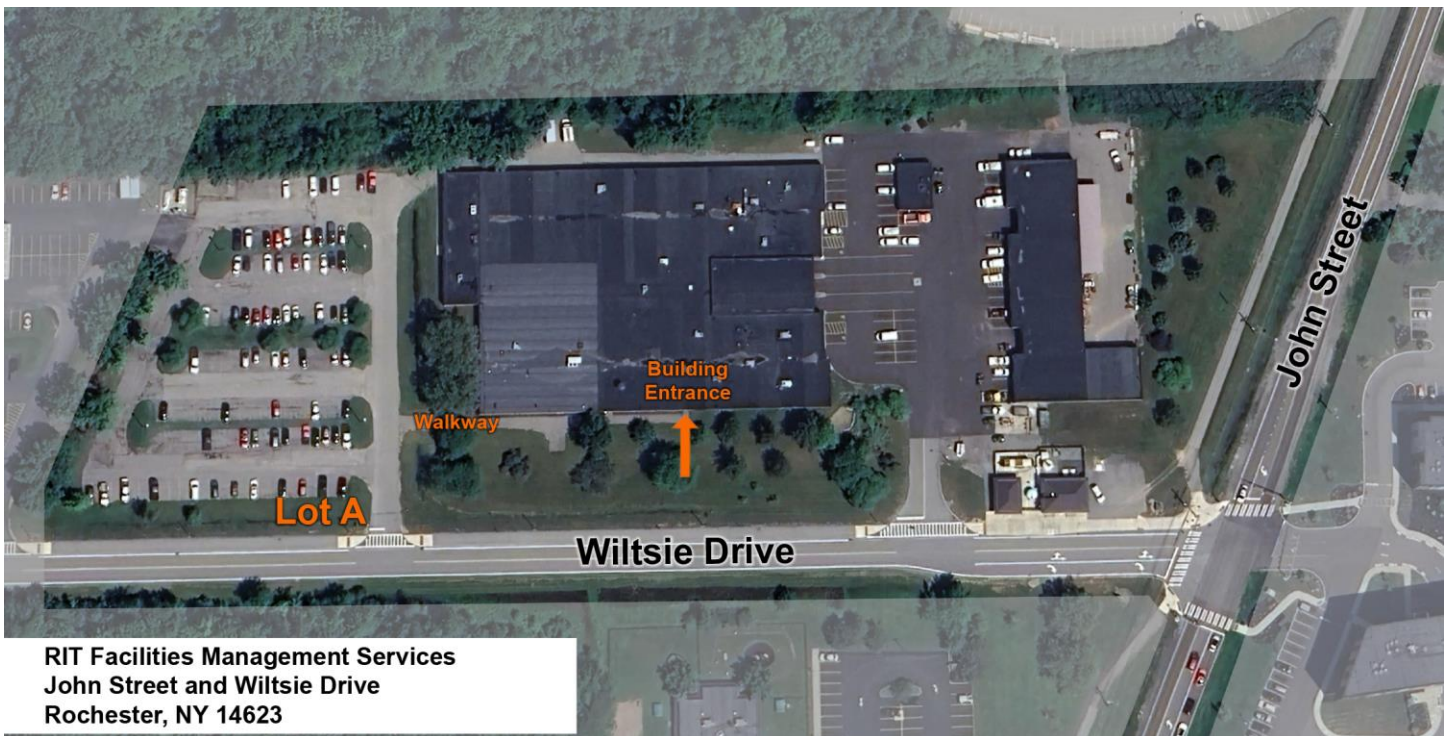 Building
Entrance
Walkway
Lot A
Wiltsie Drive
John Street
RIT Facilities Management Services
John Street and Wiltsie Drive
Rochester, NY 14623